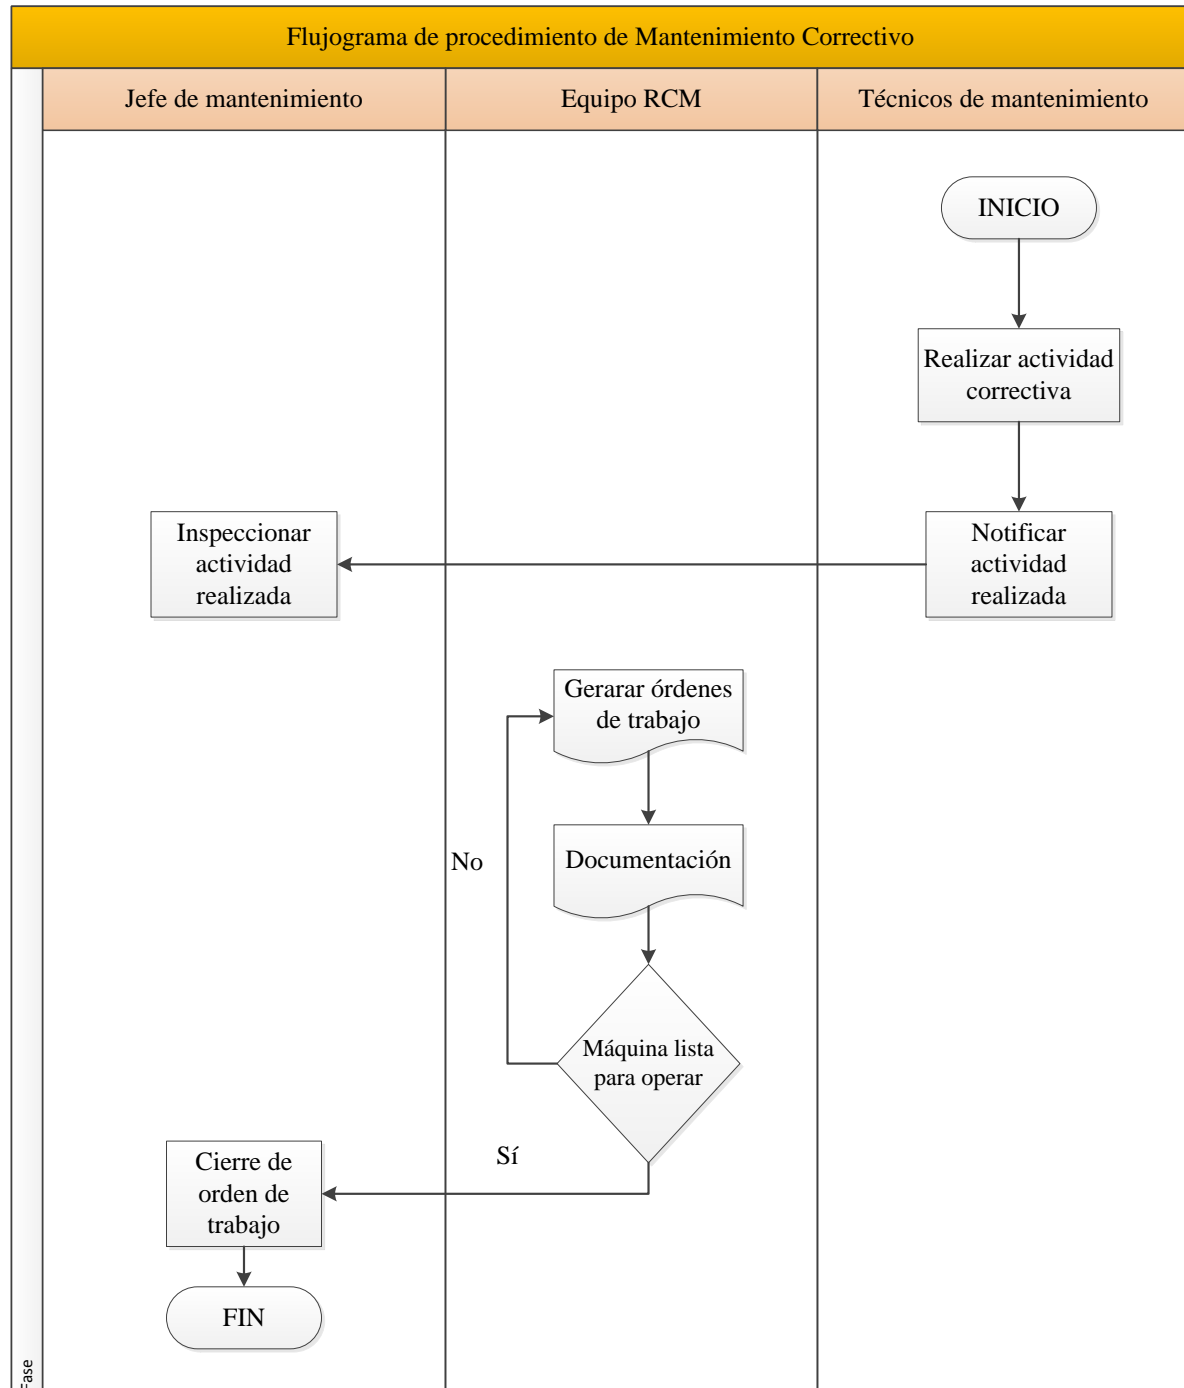 Flujograma de procedimiento de Mantenimiento Correctivo
Jefe de mantenimiento
Equipo RCM
Técnicos de mantenimiento
INICIO
Realizar actividad
correctiva
Inspeccionar
actividad
realizada
Notificar
actividad
realizada
Gerarar órdenes
de trabajo
No
Documentación
Máquina lista
para operar
Sí
Cierre de
orden de
trabajo
FIN
Fase